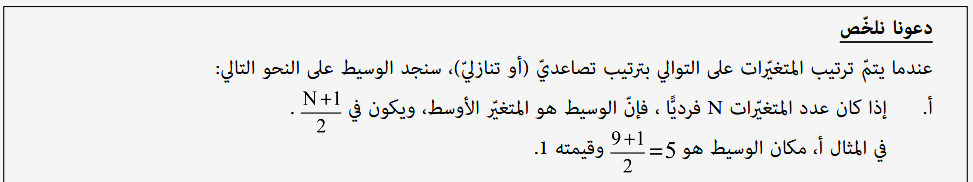 دعونا نلخّص
عندما يتمّ ترتيب المتغيّرات على التوالي بترتيب تصاعديّ (أو تنازليّ)، سنجد الوسيط على النحو التالي:
أ. إذا كان عدد المتغيّرات N فرديًّا ، فإنّ الوسيط هو المتغيّر الأوسط، ويكون في \frac{N+1}{2} .
في المثال أ، مكان الوسيط هو \frac{9+1}{2}=5 وقيمته 1.